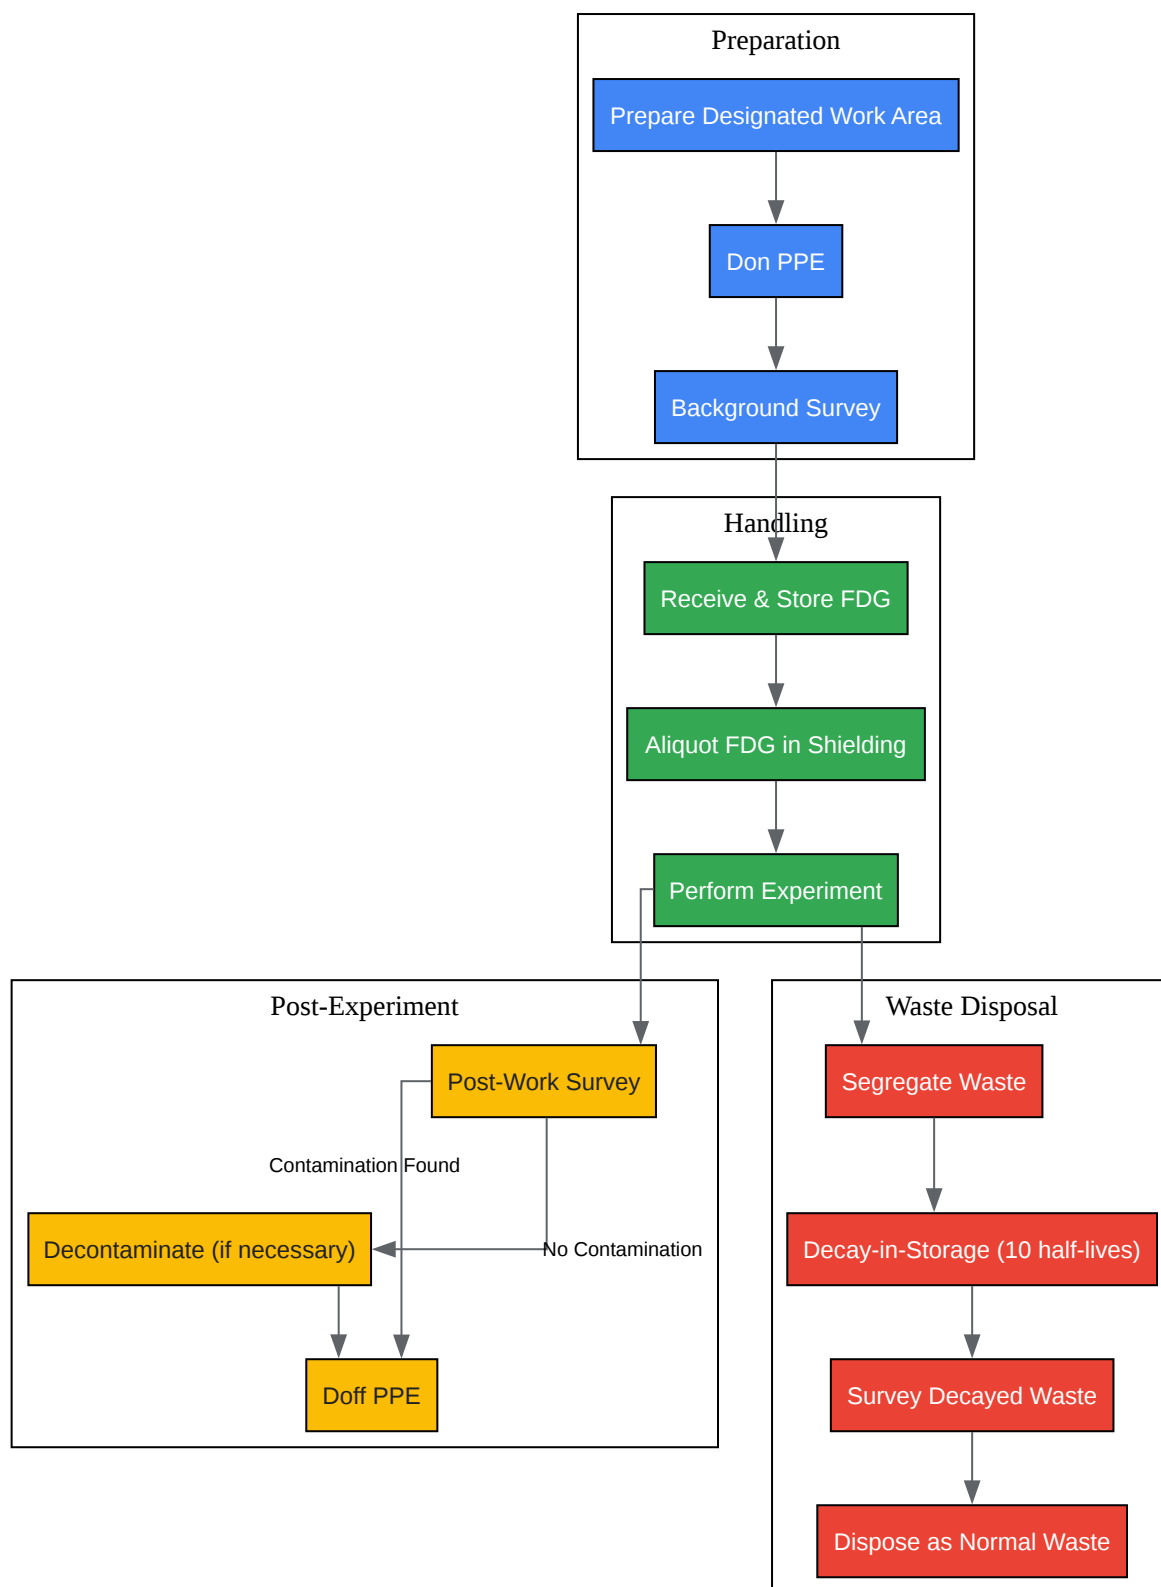 Preparation
Prepare Designated Work Area
Don PPE
Background Survey
Handling
Receive & Store FDG
Aliquot FDG in Shielding
Perform Experiment
Post-Experiment
Post-Work Survey
Contamination Found
No Contamination
Decontaminate (if necessary)
Doff PPE
Waste Disposal
Segregate Waste
Decay-in-Storage (10 half-lives)
Survey Decayed Waste
Dispose as Normal Waste